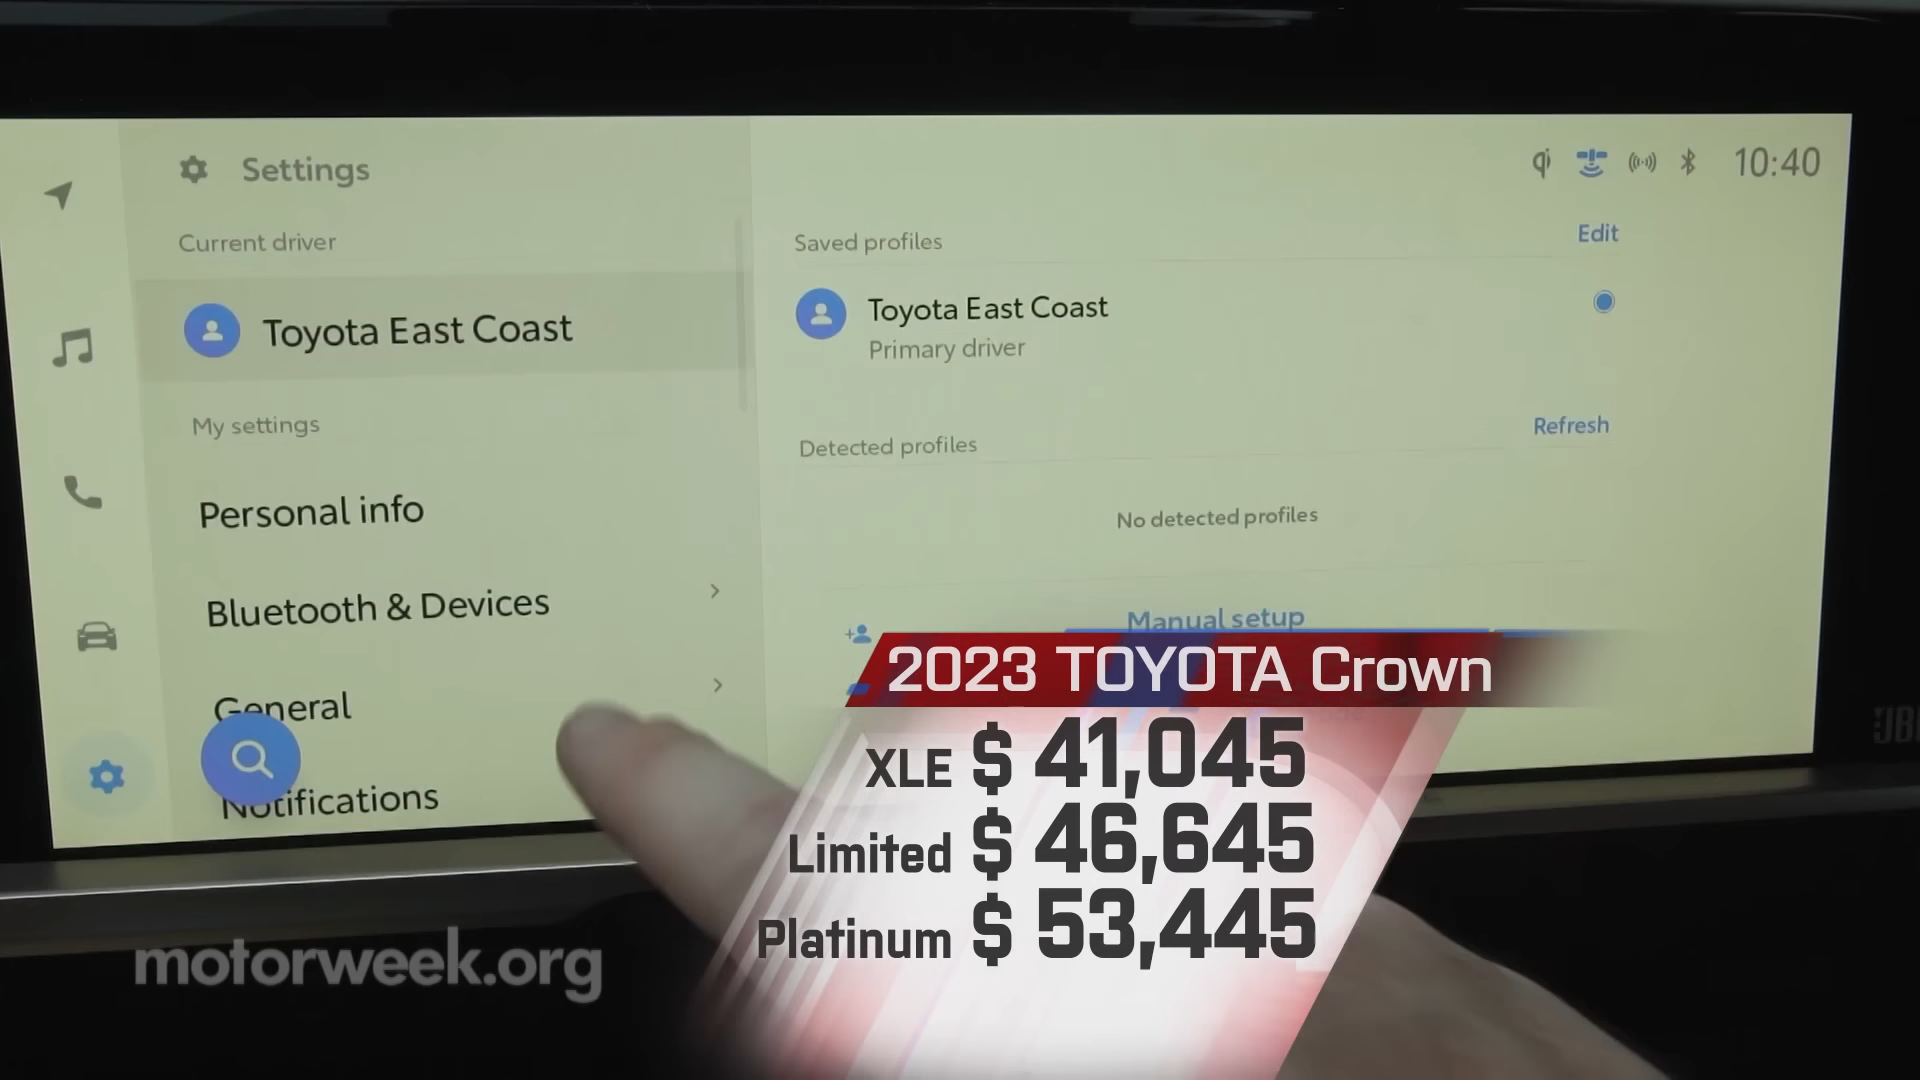 Settings
10:40
Current driver
Saved profiles
Edit
Toyota East Coast
Toyota East Coast
Primary driver
My settings
Detected profiles
Refresh
Personal info
No detected profiles
Bluetooth & Devices
Manual setup
General
Notifications
2023 TOYOTA Crown
XLE $ 41,045
Limited $ 46,645
Platinum $ 53,445
motorweek.org